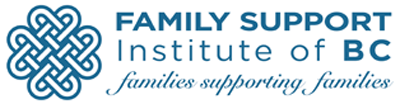 FAMILY SUPPORT
Institute of BC
families supporting families